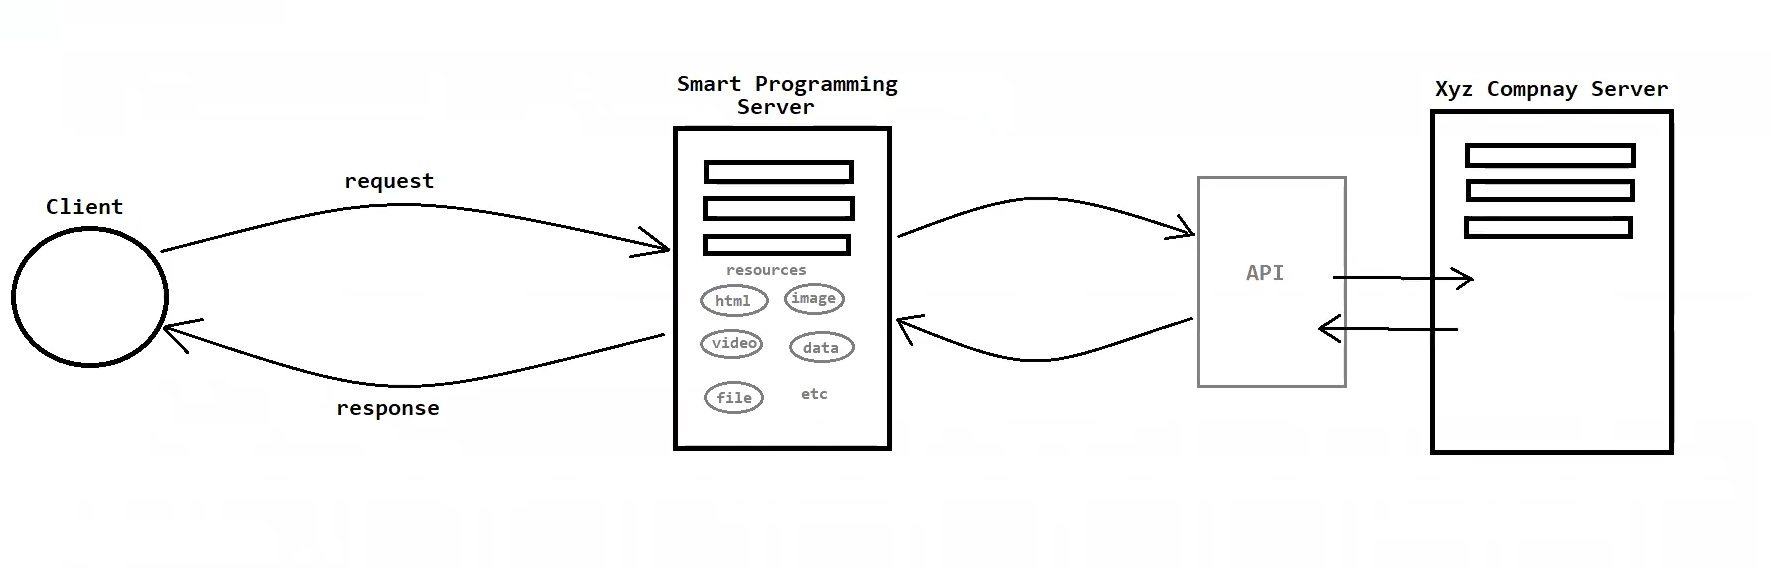 Smart Programming
Server
Xyz Compnay Server
request
Client
resources
html
image
video
data
file
etc
API
response